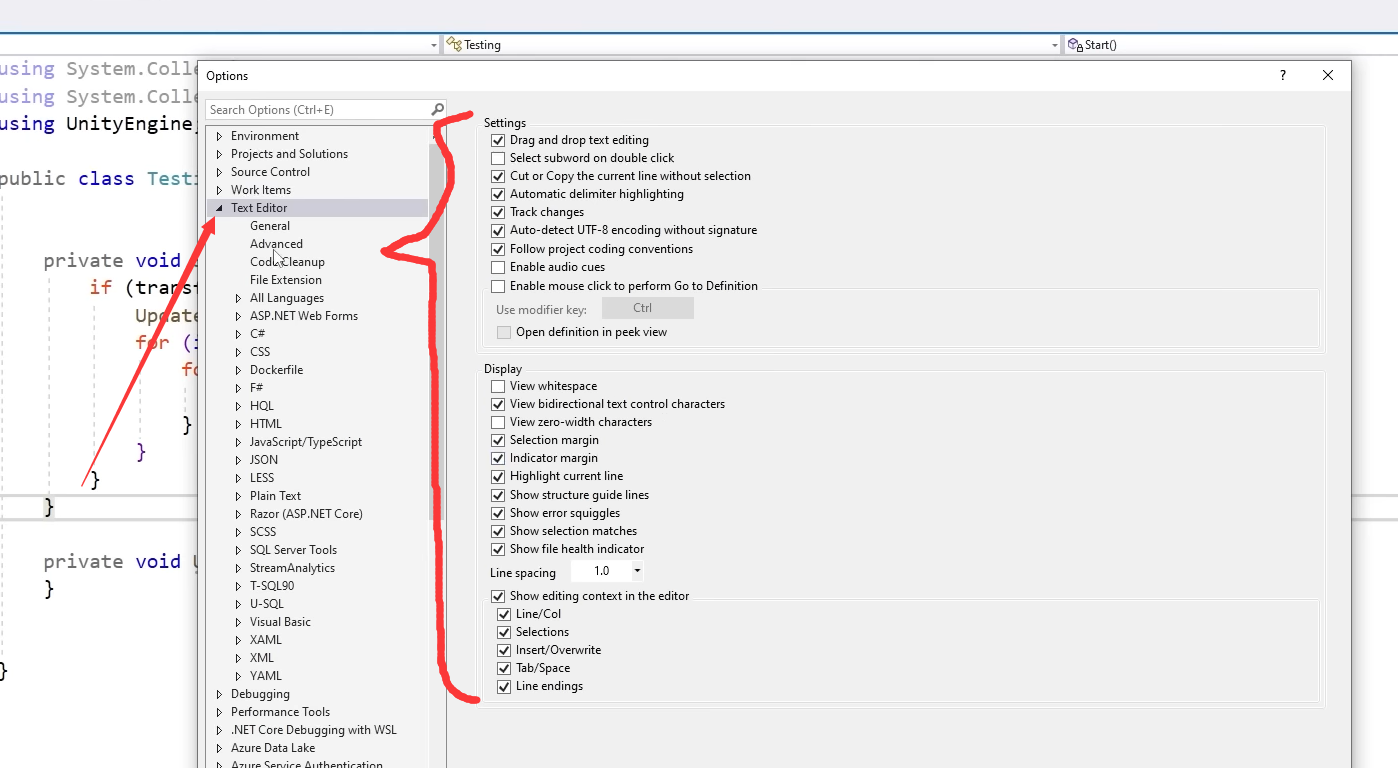 Testing
Start()
using System.Colle
using System.Colle
using UnityEngine;
public class Testi
private void
if (transf
Update
for (i
fo
}
}
}
}
private void U
}
}
Options
?
Search Options (Ctrl+E)
Environment
Projects and Solutions
Source Control
Work Items
Text Editor
General
Advanced
Code Cleanup
File Extension
All Languages
ASP.NET Web Forms
C#
CSS
Dockerfile
F#
HQL
HTML
JavaScript/TypeScript
JSON
LESS
Plain Text
Razor (ASP.NET Core)
SCSS
SQL Server Tools
StreamAnalytics
T-SQL90
U-SQL
Visual Basic
XAML
XML
YAML
Debugging
Performance Tools
.NET Core Debugging with WSL
Azure Data Lake
Azure Service Authentication
Settings
Drag and drop text editing
Select subword on double click
Cut or Copy the current line without selection
Automatic delimiter highlighting
Track changes
Auto-detect UTF-8 encoding without signature
Follow project coding conventions
Enable audio cues
Enable mouse click to perform Go to Definition
Use modifier key: Ctrl
Open definition in peek view
Display
View whitespace
View bidirectional text control characters
View zero-width characters
Selection margin
Indicator margin
Highlight current line
Show structure guide lines
Show error squiggles
Show selection matches
Show file health indicator
Line spacing 1.0
Show editing context in the editor
Line/Col
Selections
Insert/Overwrite
Tab/Space
Line endings